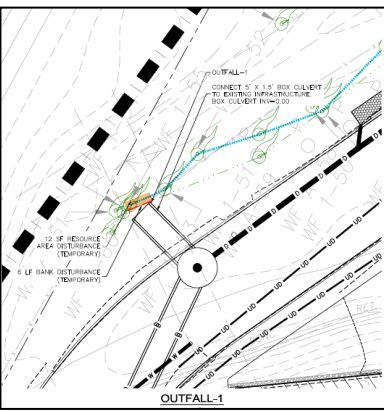 OUTFALL-1
CONNECT 5' X 1.5' BOX CULVERT
TO EXISTING INFRASTRUCTURE.
BOX CULVERT INV=0.00
12 SF RESOURCE
AREA DISTURBANCE
(TEMPORARY)
6 LF BANK DISTURBANCE
(TEMPORARY)
D
D
D
D
UD
UD
UD
UD
UD
UD
W
WF
WF
RET.
OUTFALL-1